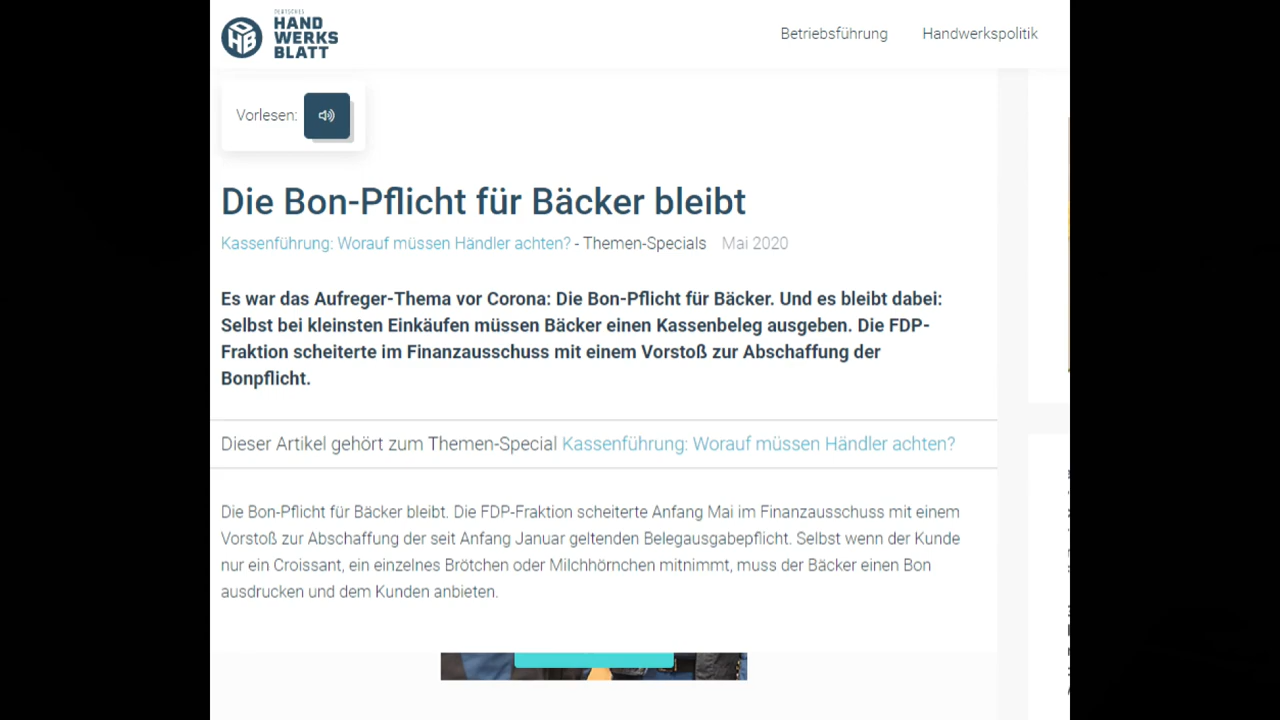 DEUTSCHES
HAND
WERKS
BLATT
DHB
Betriebsführung
Handwerkspolitik
Vorlesen:
Die Bon-Pflicht für Bäcker bleibt
Kassenführung: Worauf müssen Händler achten? - Themen-Specials Mai 2020
Es war das Aufreger-Thema vor Corona: Die Bon-Pflicht für Bäcker. Und es bleibt dabei:
Selbst bei kleinsten Einkäufen müssen Bäcker einen Kassenbeleg ausgeben. Die FDP-
Fraktion scheiterte im Finanzausschuss mit einem Vorstoß zur Abschaffung der
Bonpflicht.
Dieser Artikel gehört zum Themen-Special Kassenführung: Worauf müssen Händler achten?
Die Bon-Pflicht für Bäcker bleibt. Die FDP-Fraktion scheiterte Anfang Mai im Finanzausschuss mit einem
Vorstoß zur Abschaffung der seit Anfang Januar geltenden Belegausgabepflicht. Selbst wenn der Kunde
nur ein Croissant, ein einzelnes Brötchen oder Milchhörnchen mitnimmt, muss der Bäcker einen Bon
ausdrucken und dem Kunden anbieten.